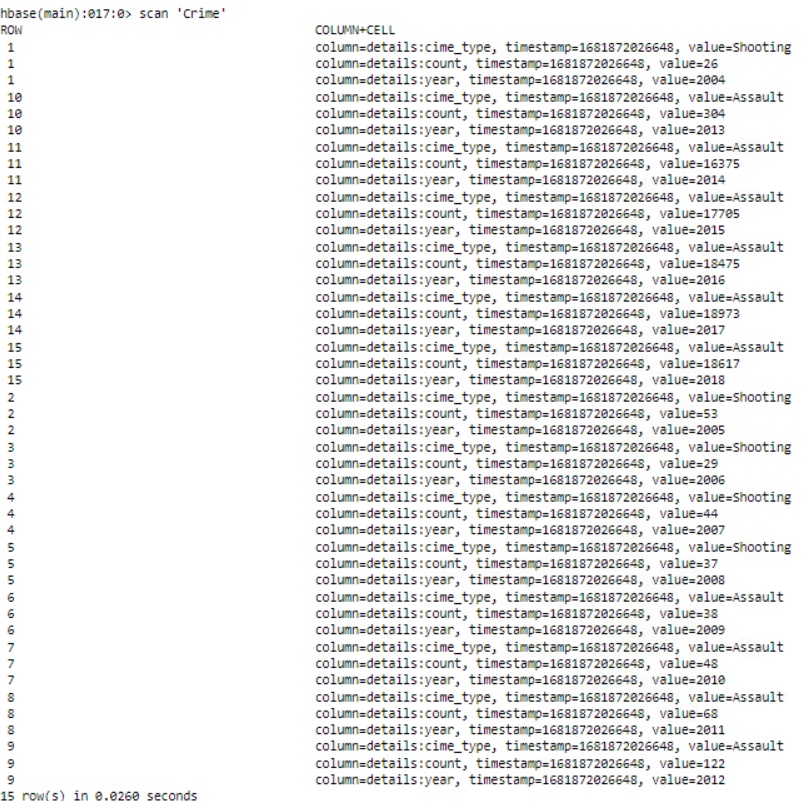 hbase(main):017:0> scan 'Crime'
ROW COLUMN+CELL
1 column=details:cime_type, timestamp=1681872026648, value=Shooting
1 column=details:count, timestamp=1681872026648, value=26
1 column=details:year, timestamp=1681872026648, value=2004
10 column=details:cime_type, timestamp=1681872026648, value=Assault
10 column=details:count, timestamp=1681872026648, value=304
10 column=details:year, timestamp=1681872026648, value=2013
11 column=details:cime_type, timestamp=1681872026648, value=Assault
11 column=details:count, timestamp=1681872026648, value=16375
11 column=details:year, timestamp=1681872026648, value=2014
12 column=details:cime_type, timestamp=1681872026648, value=Assault
12 column=details:count, timestamp=1681872026648, value=17705
12 column=details:year, timestamp=1681872026648, value=2015
13 column=details:cime_type, timestamp=1681872026648, value=Assault
13 column=details:count, timestamp=1681872026648, value=18475
13 column=details:year, timestamp=1681872026648, value=2016
14 column=details:cime_type, timestamp=1681872026648, value=Assault
14 column=details:count, timestamp=1681872026648, value=18973
14 column=details:year, timestamp=1681872026648, value=2017
15 column=details:cime_type, timestamp=1681872026648, value=Assault
15 column=details:count, timestamp=1681872026648, value=18617
15 column=details:year, timestamp=1681872026648, value=2018
2 column=details:cime_type, timestamp=1681872026648, value=Shooting
2 column=details:count, timestamp=1681872026648, value=53
2 column=details:year, timestamp=1681872026648, value=2005
3 column=details:cime_type, timestamp=1681872026648, value=Shooting
3 column=details:count, timestamp=1681872026648, value=29
3 column=details:year, timestamp=1681872026648, value=2006
4 column=details:cime_type, timestamp=1681872026648, value=Shooting
4 column=details:count, timestamp=1681872026648, value=44
4 column=details:year, timestamp=1681872026648, value=2007
5 column=details:cime_type, timestamp=1681872026648, value=Shooting
5 column=details:count, timestamp=1681872026648, value=37
5 column=details:year, timestamp=1681872026648, value=2008
6 column=details:cime_type, timestamp=1681872026648, value=Assault
6 column=details:count, timestamp=1681872026648, value=38
6 column=details:year, timestamp=1681872026648, value=2009
7 column=details:cime_type, timestamp=1681872026648, value=Assault
7 column=details:count, timestamp=1681872026648, value=48
7 column=details:year, timestamp=1681872026648, value=2010
8 column=details:cime_type, timestamp=1681872026648, value=Assault
8 column=details:count, timestamp=1681872026648, value=68
8 column=details:year, timestamp=1681872026648, value=2011
9 column=details:cime_type, timestamp=1681872026648, value=Assault
9 column=details:count, timestamp=1681872026648, value=122
9 column=details:year, timestamp=1681872026648, value=2012
15 row(s) in 0.0260 seconds